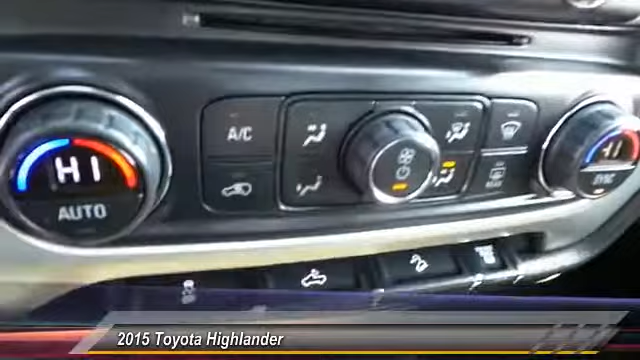 HI
AUTO
A/C
REAR
HI
SYNC
2015 Toyota Highlander